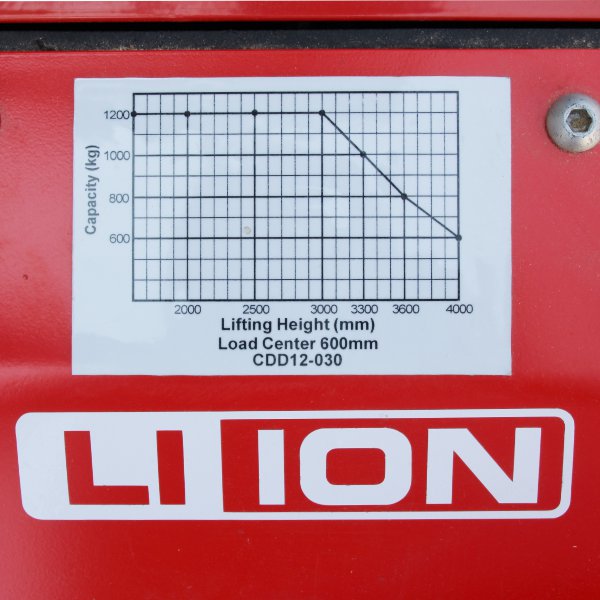 Capacity (kg)
1200
1000
800
600
2000 2500 3000 3300 3600 4000
Lifting Height (mm)
Load Center 600mm
CDD12-030
LI ION